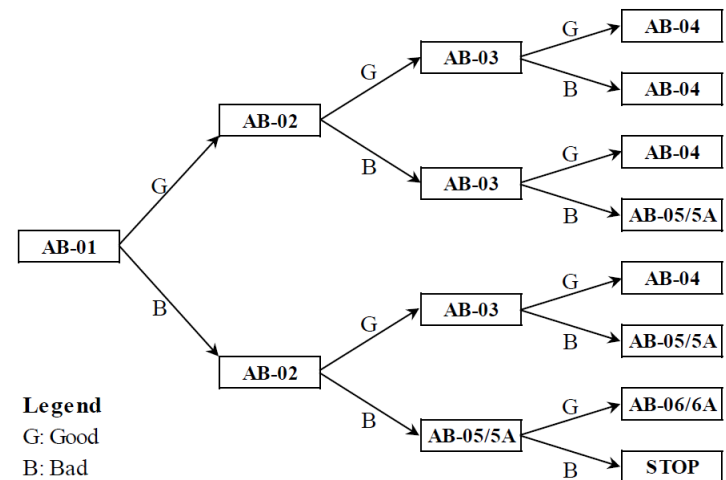 G
AB-04
AB-03
G
B
AB-04
AB-02
B
G
AB-04
G
AB-03
B
AB-05/5A
AB-01
G
AB-04
B
G
AB-03
B
AB-05/5A
AB-02
Legend
G
AB-06/6A
G: Good
B
AB-05/5A
B: Bad
B
STOP